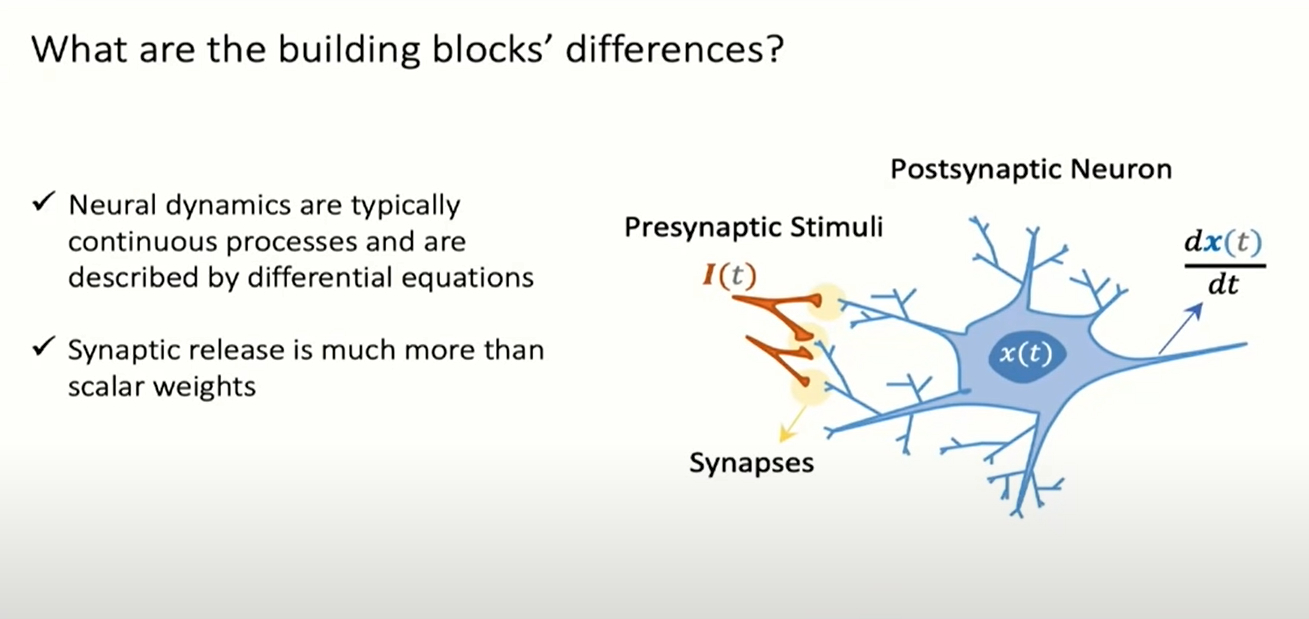 What are the building blocks’ differences?
✓ Neural dynamics are typically
continuous processes and are
described by differential equations
✓ Synaptic release is much more than
scalar weights
Postsynaptic Neuron
Presynaptic Stimuli
I(t)
dx(t)
dt
x(t)
Synapses